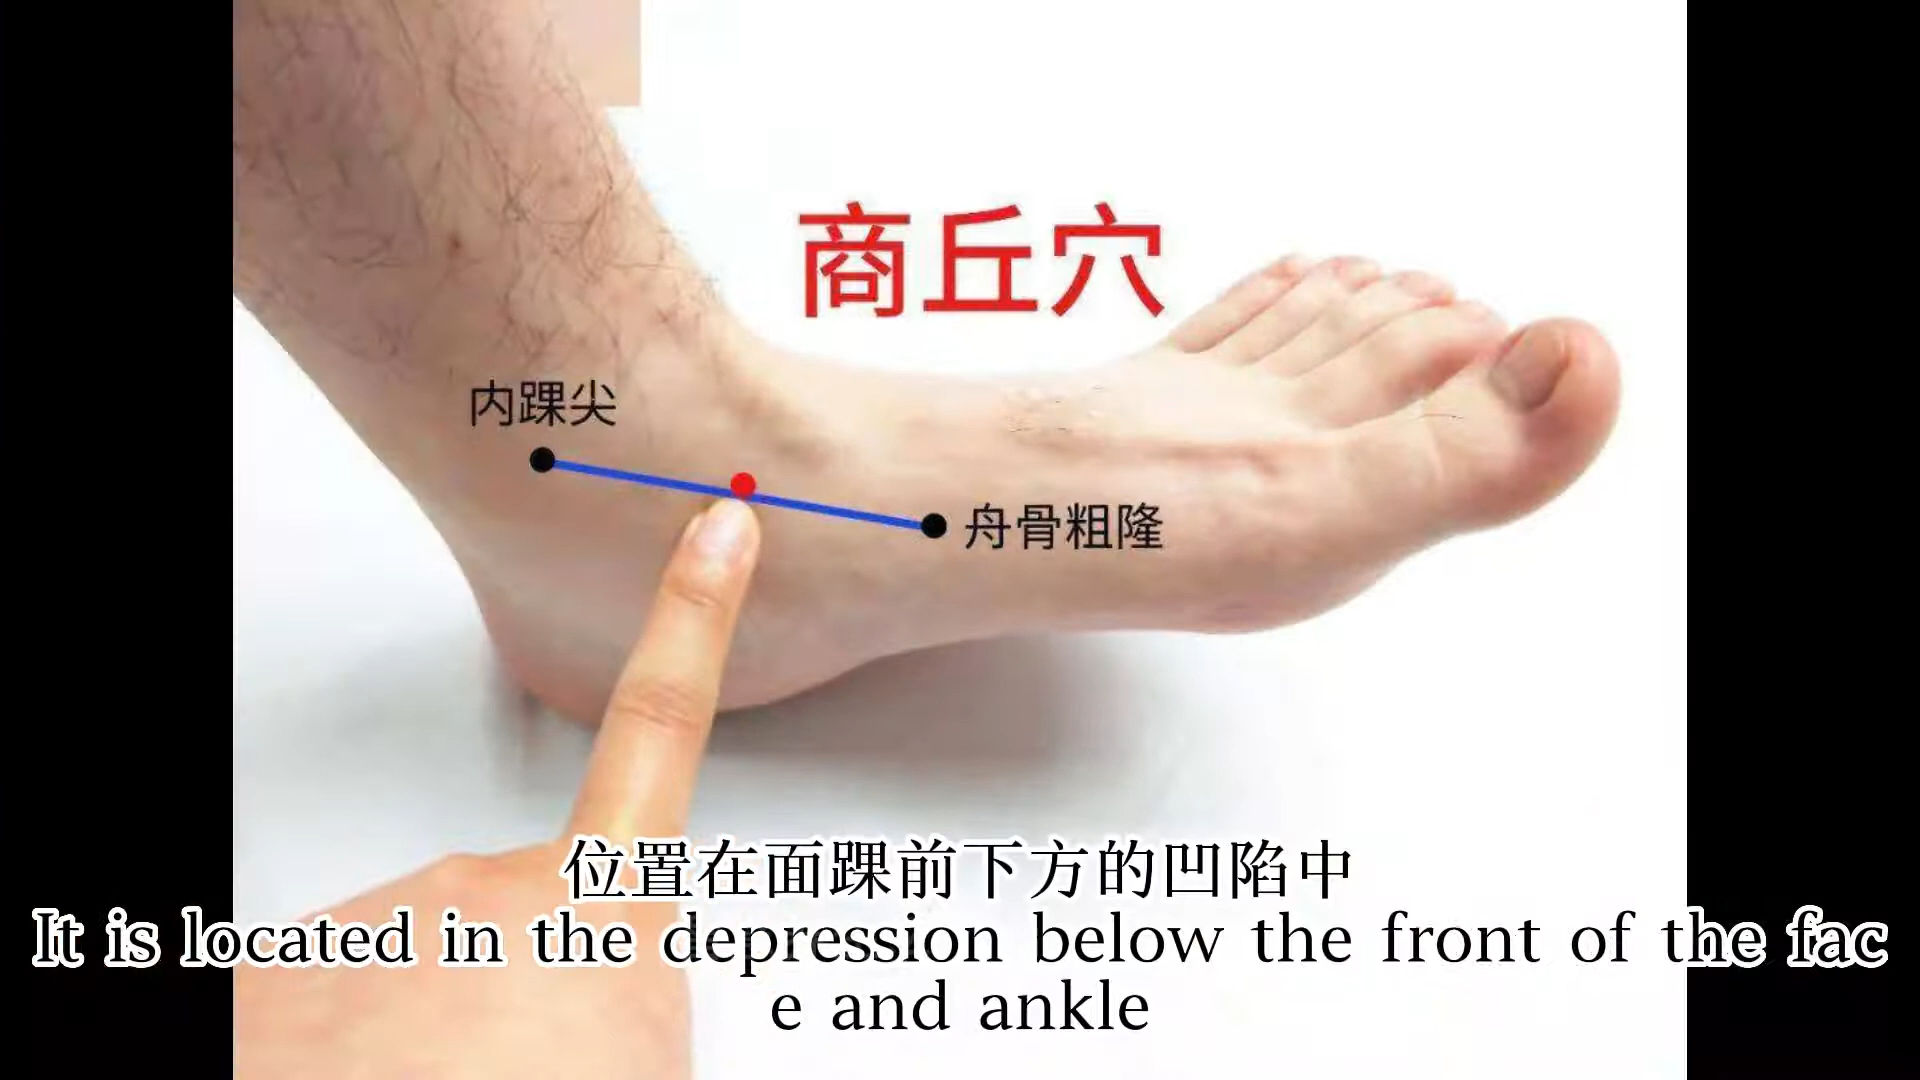 商丘穴
内踝尖
舟骨粗隆
位置在面踝前下方的凹陷中
It is located in the depression below the front of the fac
e and ankle